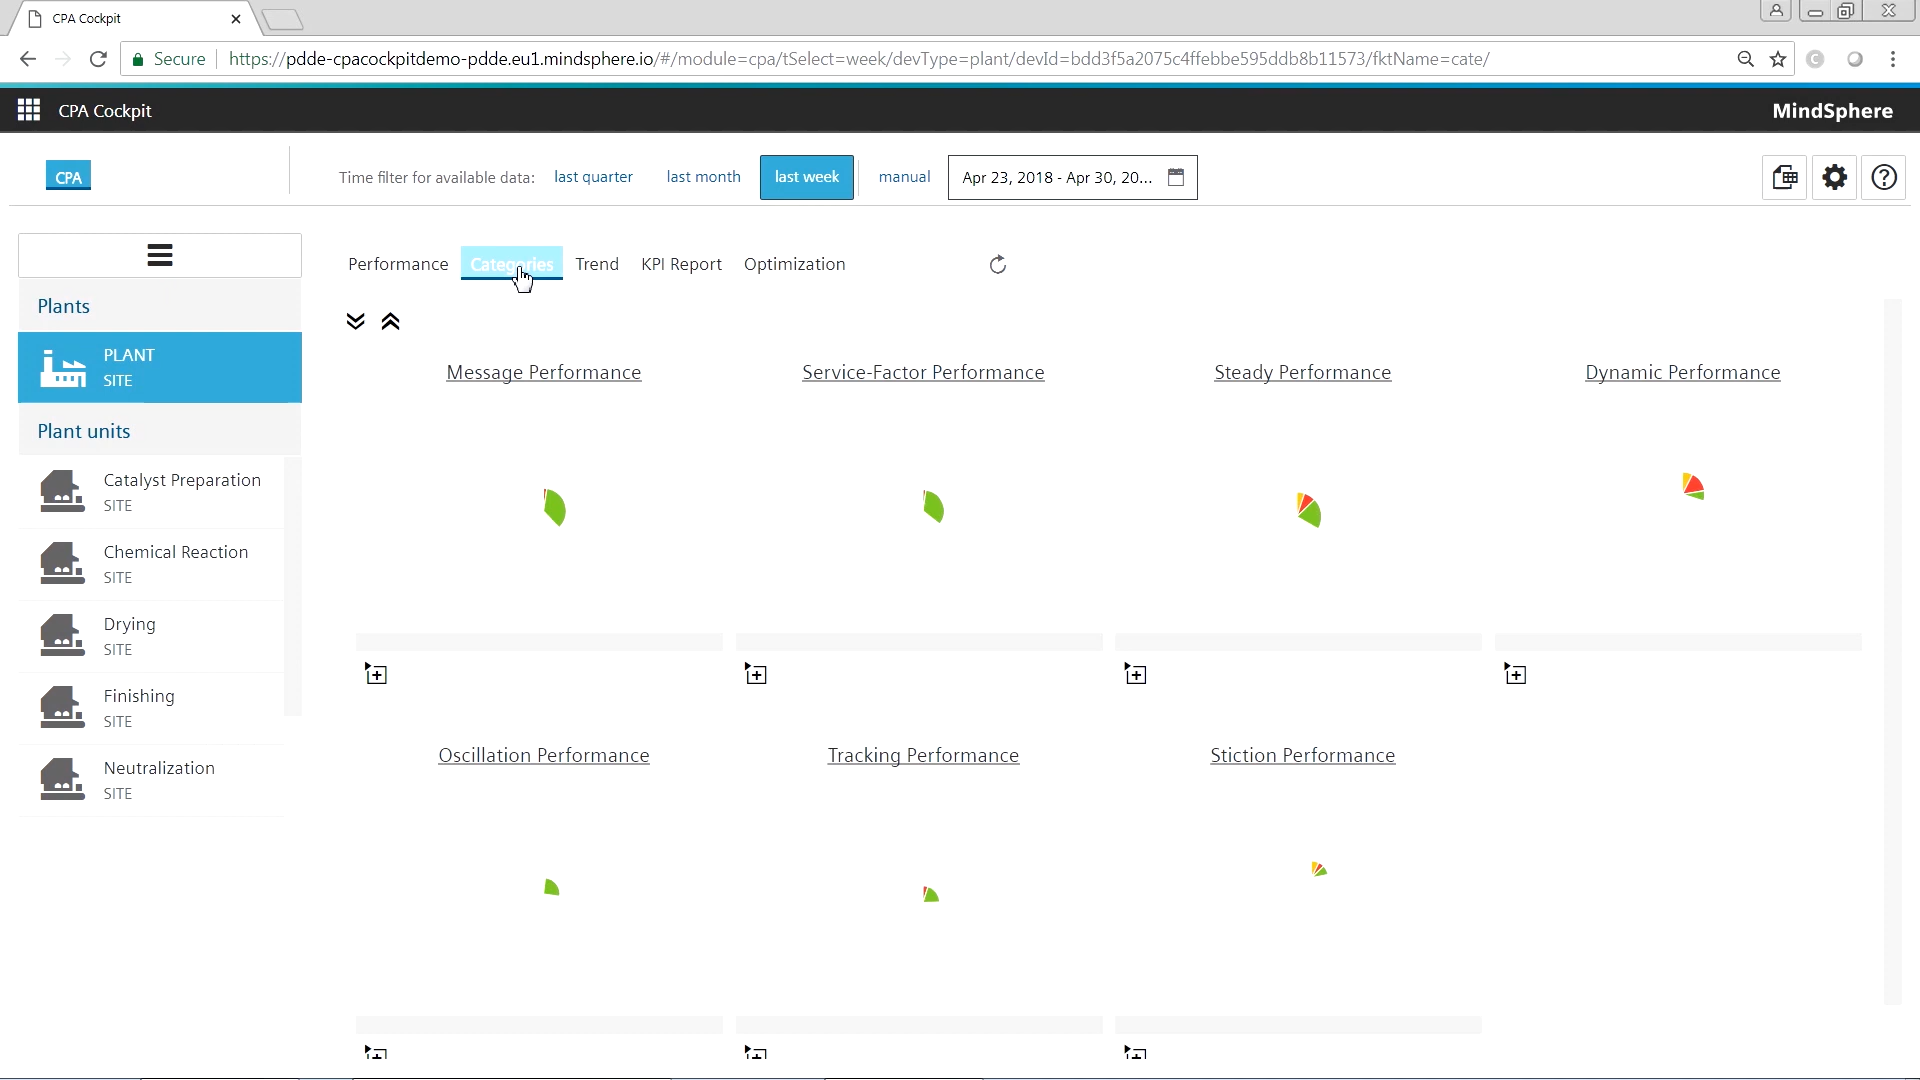 CPA Cockpit
Secure
https://pdde-cpacockpitdemo-pdde.eu1.mindsphere.io/#/module=cpa/tSelect=week/devType=plant/devId=bdd3f5a2075c4ffebbe595ddb8b11573/fktName=cate/
C
CPA Cockpit
MindSphere
CPA
Time filter for available data:
last quarter
last month
last week
manual
Apr 23, 2018 - Apr 30, 20...
Performance
Categories
Trend
KPI Report
Optimization
Plants
PLANT
SITE
Plant units
Catalyst Preparation
SITE
Chemical Reaction
SITE
Drying
SITE
Finishing
SITE
Neutralization
SITE
Message Performance
Service-Factor Performance
Steady Performance
Dynamic Performance
Oscillation Performance
Tracking Performance
Stiction Performance